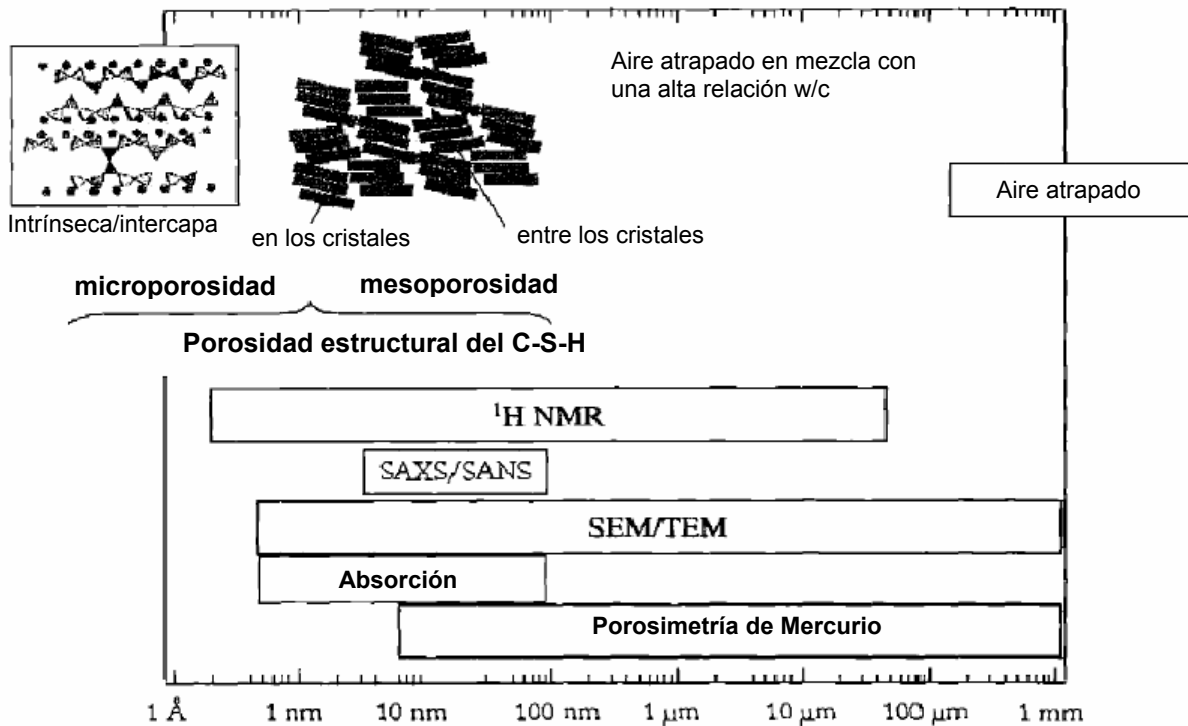 Aire atrapado en mezcla con
una alta relación w/c
Aire atrapado
Intrínseca/intercapa
en los cristales
entre los cristales
microporosidad
mesoporosidad
Porosidad estructural del C-S-H
¹H NMR
SAXS/SANS
SEM/TEM
Absorción
Porosimetría de Mercurio
1 Å 1 nm 10 nm 100 nm 1 µm 10 µm 100 µm 1 mm